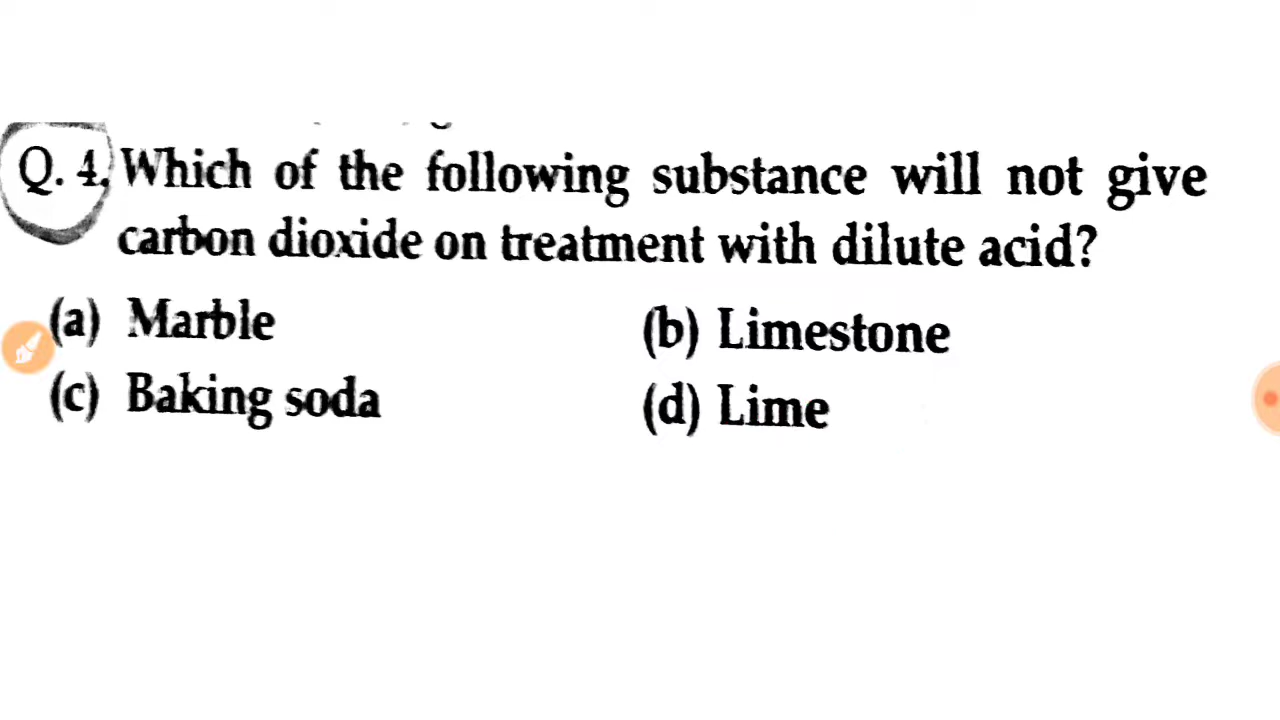 Q. 4. Which of the following substance will not give
carbon dioxide on treatment with dilute acid?
(a) Marble (b) Limestone
(c) Baking soda (d) Lime